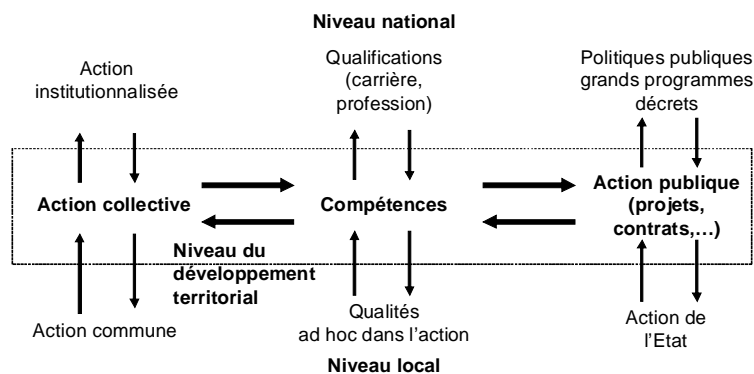 Niveau national
Action
institutionnalisée
Qualifications
(carrière,
profession)
Politiques publiques
grands programmes
décrets
Action collective
Compétences
Action publique
(projets,
contrats,…)
Niveau du
développement
territorial
Action commune
Qualités
ad hoc dans l'action
Action de
l'Etat
Niveau local